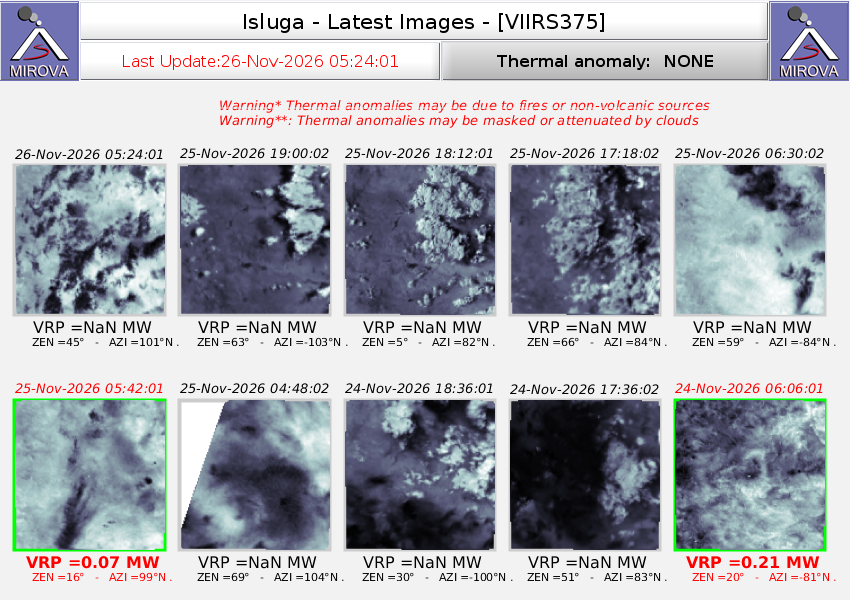 Isluga - Latest Images - [VIIRS375]
MIROVA
Last Update:26-Nov-2026 05:24:01
Thermal anomaly: NONE
MIROVA
Warning* Thermal anomalies may be due to fires or non-volcanic sources
Warning**: Thermal anomalies may be masked or attenuated by clouds
26-Nov-2026 05:24:01 25-Nov-2026 19:00:02 25-Nov-2026 18:12:01 25-Nov-2026 17:18:02 25-Nov-2026 06:30:02
VRP =NaN MW VRP =NaN MW VRP =NaN MW VRP =NaN MW VRP =NaN MW
ZEN =45° - AZI =101°N . ZEN =63° - AZI =-103°N . ZEN =5° - AZI =82°N . ZEN =66° - AZI =84°N . ZEN =59° - AZI =-84°N .
25-Nov-2026 05:42:01 25-Nov-2026 04:48:02 24-Nov-2026 18:36:01 24-Nov-2026 17:36:02 24-Nov-2026 06:06:01
VRP =0.07 MW VRP =NaN MW VRP =NaN MW VRP =NaN MW VRP =0.21 MW
ZEN =16° - AZI =99°N . ZEN =69° - AZI =104°N . ZEN =30° - AZI =-100°N . ZEN =51° - AZI =83°N . ZEN =20° - AZI =-81°N .